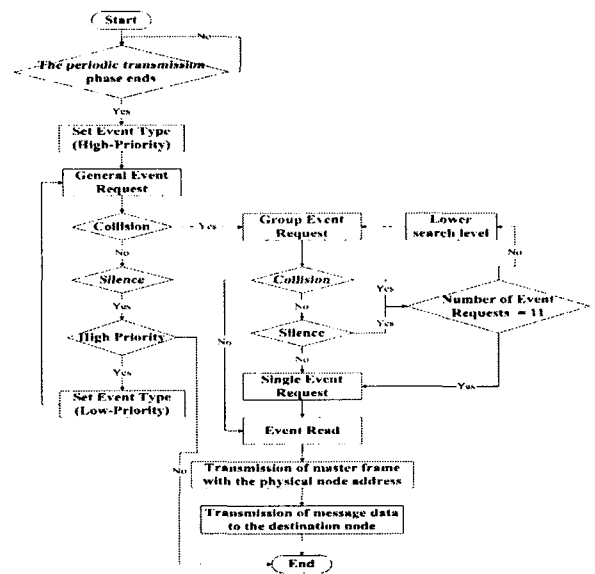 Start
No
The periodic transmission
phase ends
Yes
Set Event Type
(High-Priority)
General Event
Request
Collision
Yes
Group Event
Request
Lower
search level
No
No
Silence
Collision
Yes
Number of Event
Requests = 11
Yes
No
High Priority
No
Silence
Yes
Yes
No
Set Event Type
(Low-Priority)
Single Event
Request
Yes
Event Read
No
Transmission of master frame
with the physical node address
Transmission of message data
to the destination node
End